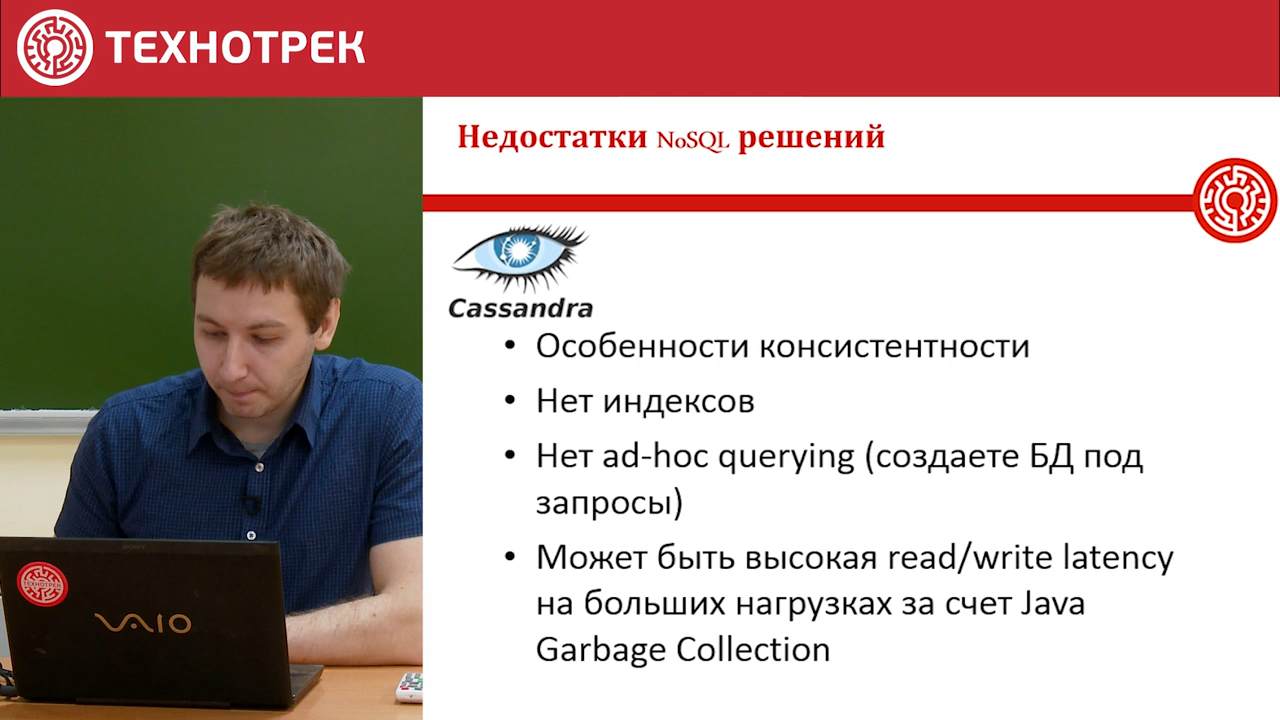 ТЕХНОТРЕК
Недостатки NoSQL решений
Cassandra
• Особенности консистентности
• Нет индексов
• Нет ad-hoc querying (создаете БД под
запросы)
• Может быть высокая read/write latency
на больших нагрузках за счет Java
Garbage Collection
ТЕХНОТРЕК
VAIO